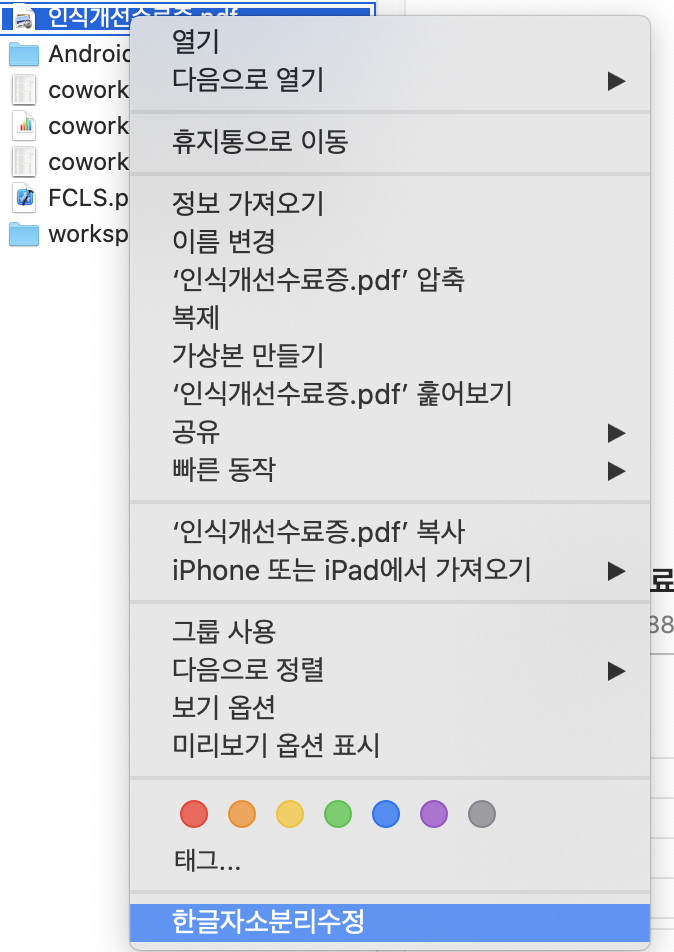 인식개선수료증.pdf
열기
Android
다음으로 열기
cowork
cowork
휴지통으로 이동
cowork
FCLS.p
정보 가져오기
worksp
이름 변경
‘인식개선수료증.pdf’ 압축
복제
가상본 만들기
‘인식개선수료증.pdf’ 훑어보기
공유
빠른 동작
‘인식개선수료증.pdf’ 복사
iPhone 또는 iPad에서 가져오기
료
88
그룹 사용
다음으로 정렬
보기 옵션
미리보기 옵션 표시
태그...
한글자소분리수정